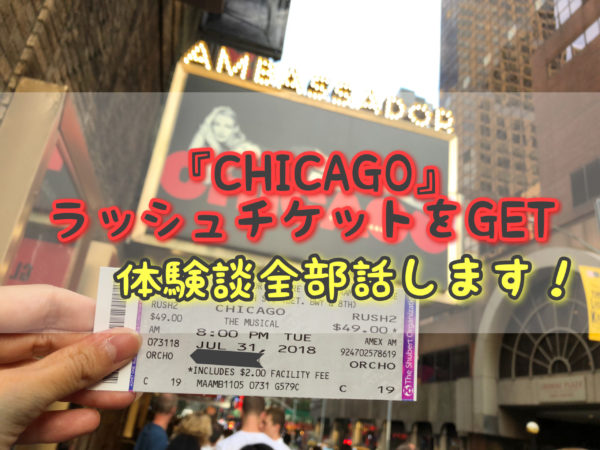 AMBASSADOR
『CHICAGO』
ラッシュチケットをGET
体験談全部話します！
RUSH2
CHICAGO
RUSH2
$49.00
THE MUSICAL
$49.00*
AM
8:00 PM TUE
AMEX AM
073118
JUL 31, 2018
924702578619
ORCHO
ORCHO
*INCLUDES $2.00 FACILITY FEE
C 19
MAAMB1105 0731 G579C
C 19
The Shubert Organization